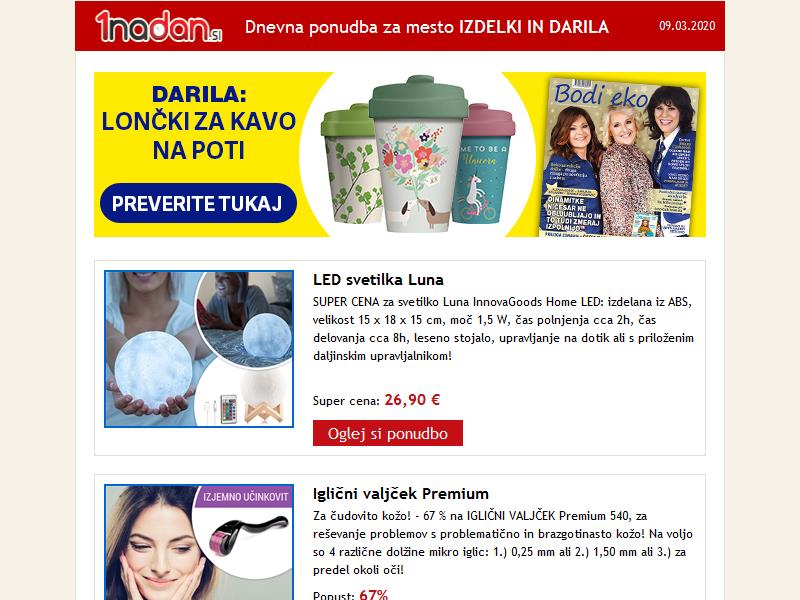 1nadan.si
Dnevna ponudba za mesto IZDELKI IN DARILA
09.03.2020
DARILA:
LONČKI ZA KAVO
NA POTI
PREVERITE TUKAJ
Bodi eko
ME TO BE A
Unicorn
DINAMITKE
NIČESAR NE
OBLJUBLJAJO IN
TO TUDI ZMERAJ
IZPOLNIJO
LED svetilka Luna
SUPER CENA za svetilko Luna InnovaGoods Home LED: izdelana iz ABS,
velikost 15 x 18 x 15 cm, moč 1,5 W, čas polnjenja cca 2h, čas
delovanja cca 8h, leseno stojalo, upravljanje na dotik ali s priloženim
daljinskim upravljalnikom!
Super cena: 26,90 €
Oglej si ponudbo
IZJEMNO UČINKOVIT
Iglični valjček Premium
Za čudovito kožo! - 67 % na IGLIČNI VALJČEK Premium 540, za
reševanje problemov s problematično in brazgotinasto kožo! Na voljo
so 4 različne dolžine mikro iglic: 1.) 0,25 mm ali 2.) 1,50 mm ali 3.) za
predel okoli oči!
Popust: 67%